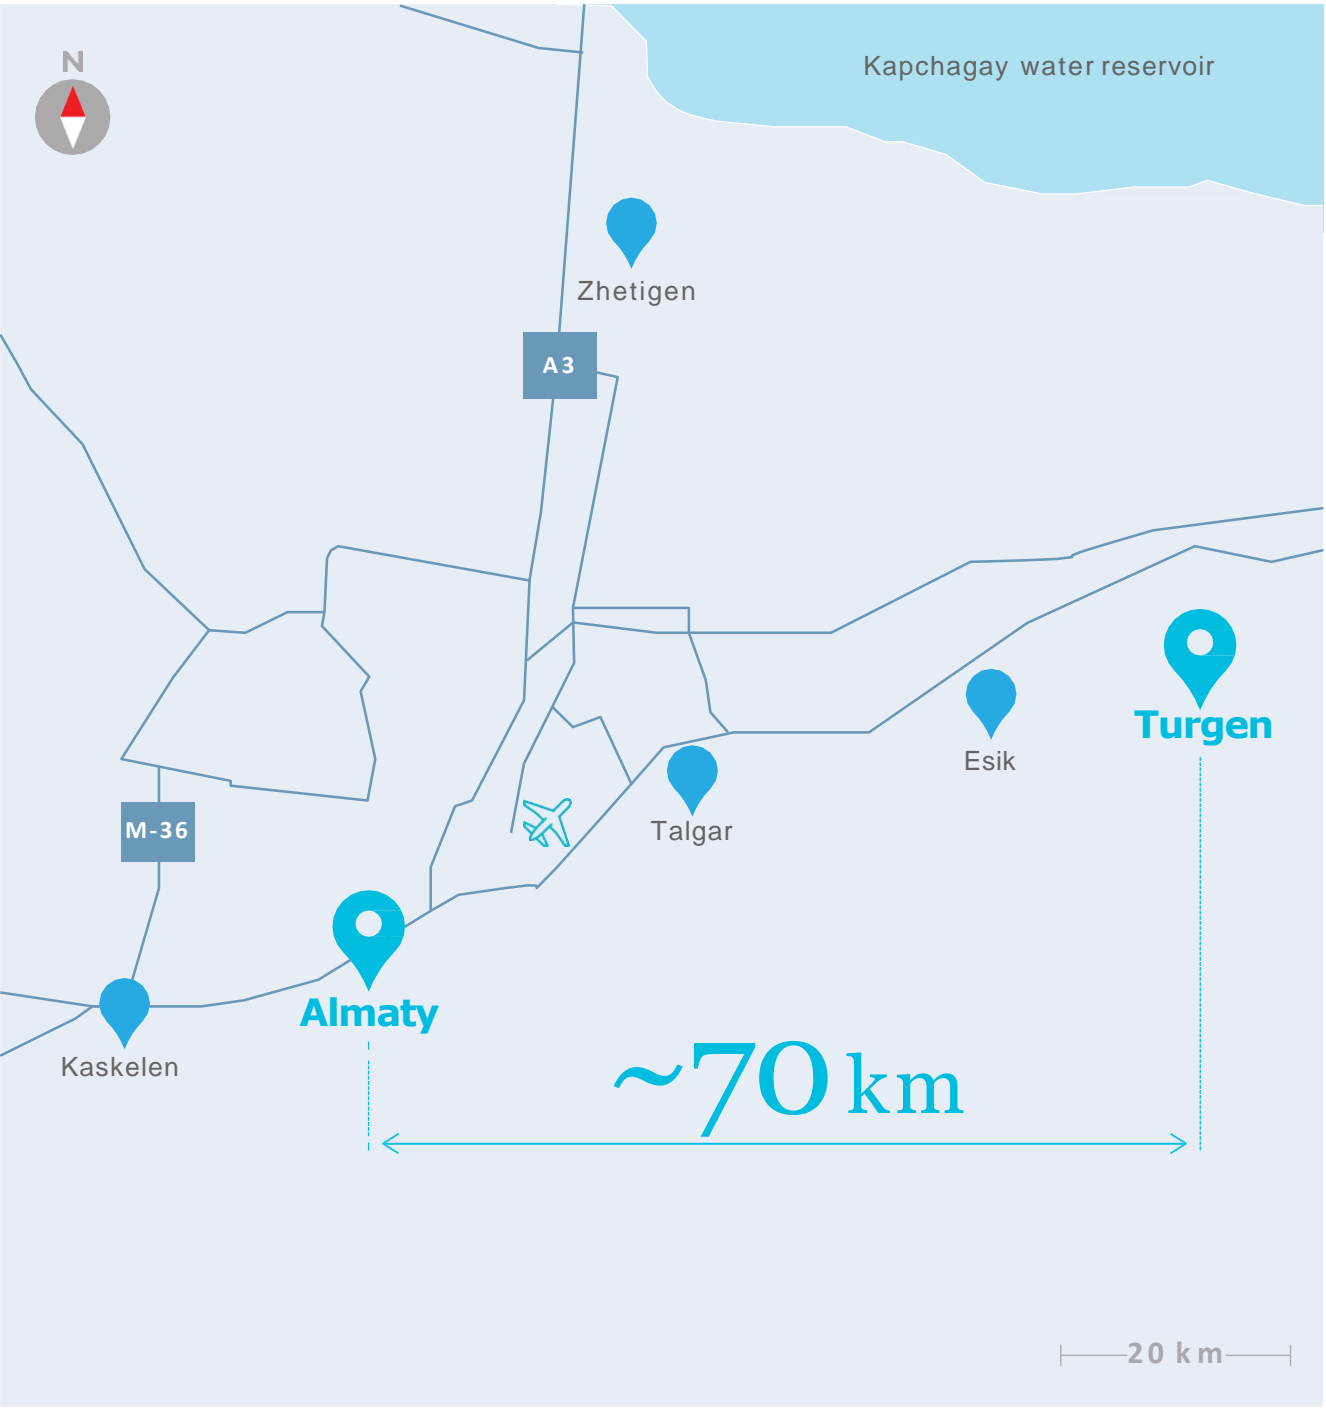 N
Kapchagay water reservoir
Zhetigen
A3
Turgen
Esik
M-36
Talgar
Almaty
Kaskelen
~70 km
20 km